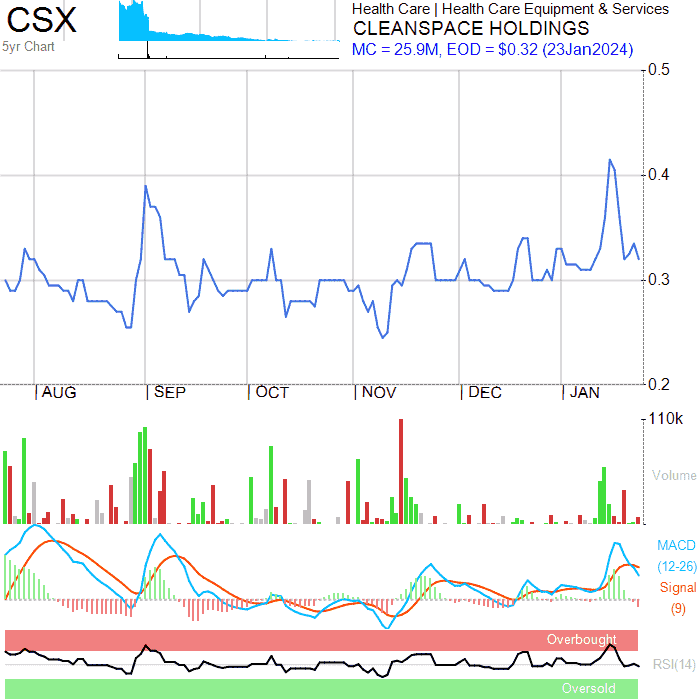 CSX
5yr Chart
Health Care | Health Care Equipment & Services
CLEANSPACE HOLDINGS
MC = 25.9M, EOD = $0.32 (23Jan2024)
0.5
0.4
0.3
0.2
| AUG | SEP | OCT | NOV | DEC | JAN
110k
Volume
MACD
(12-26)
Signal
(9)
Overbought
RSI(14)
Oversold